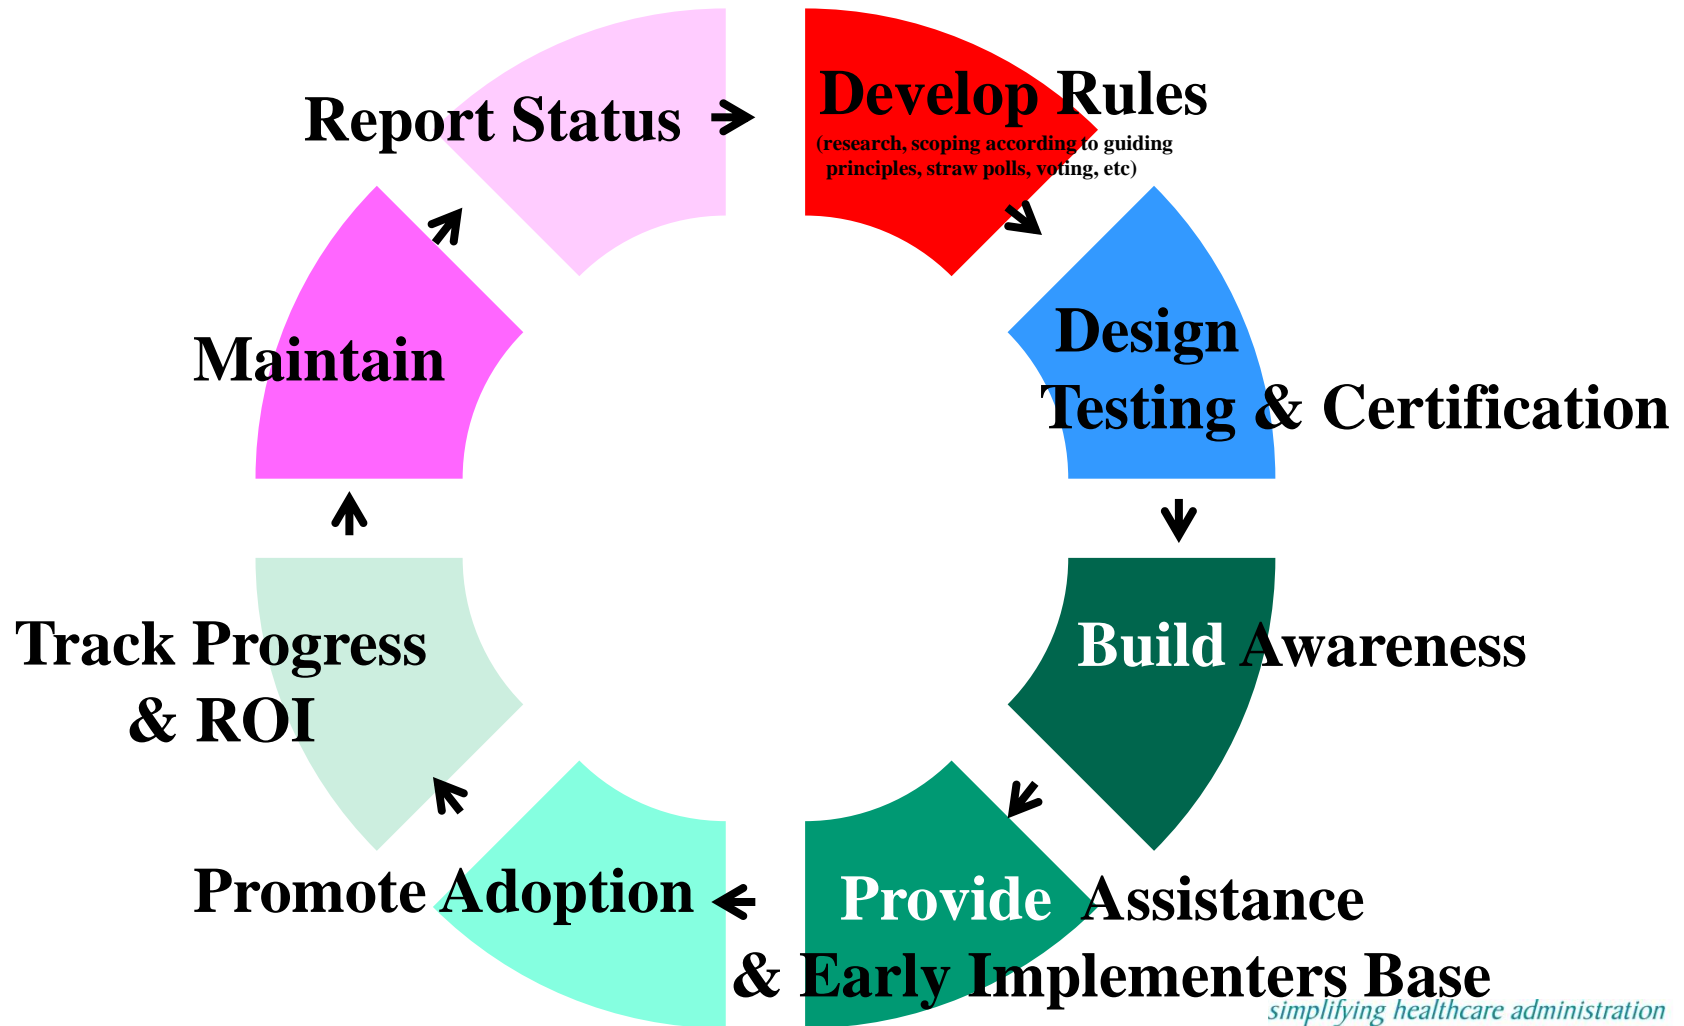 Report Status
Develop Rules
(research, scoping according to guiding
principles, straw polls, voting, etc)
Design
Testing & Certification
Maintain
Build Awareness
Track Progress
& ROI
Promote Adoption
Provide Assistance
& Early Implementers Base
simplifying healthcare administration